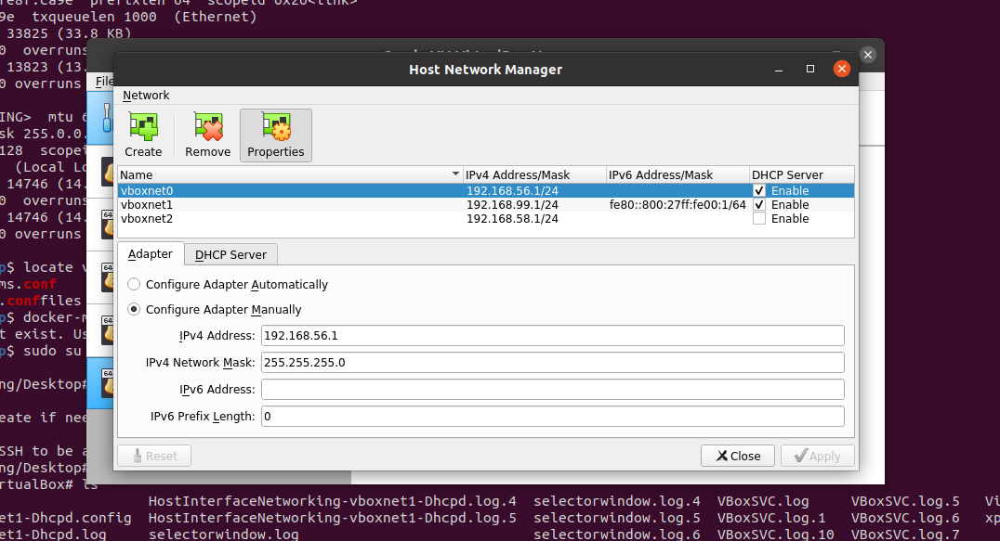 9e txqueuelen 1000 (Ethernet)
33825 (33.8 KB)
0 overruns
13823 (13.
0 overruns
ING> mtu 6
sk 255.0.0.
128 scopei
(Local Lo
14746 (14.
0 overruns
14746 (14.
0 overruns
p$ locate v
ms.conf
.conffiles
p$ docker-m
t exist. Us
p$ sudo su
ng/Desktop#
eate if nee
SSH to be a
ng/Desktop#
rtualBox# ls
File
Host Network Manager
Network
Create
Remove
Properties
Name IPv4 Address/Mask IPv6 Address/Mask DHCP Server
vboxnet0 192.168.56.1/24 Enable
vboxnet1 192.168.99.1/24 fe80::800:27ff:fe00:1/64 Enable
vboxnet2 192.168.58.1/24 Enable
Adapter DHCP Server
Configure Adapter Automatically
Configure Adapter Manually
IPv4 Address: 192.168.56.1
IPv4 Network Mask: 255.255.255.0
IPv6 Address:
IPv6 Prefix Length: 0
Reset Close Apply
HostInterfaceNetworking-vboxnet1-Dhcpd.log.4 selectorwindow.log.4 VBoxSVC.log VBoxSVC.log.5 Vi
et1-Dhcpd.config HostInterfaceNetworking-vboxnet1-Dhcpd.log.5 selectorwindow.log.5 VBoxSVC.log.1 VBoxSVC.log.6 xp
et1-Dhcpd.log selectorwindow.log selectorwindow.log.6 VBoxSVC.log.10 VBoxSVC.log.7